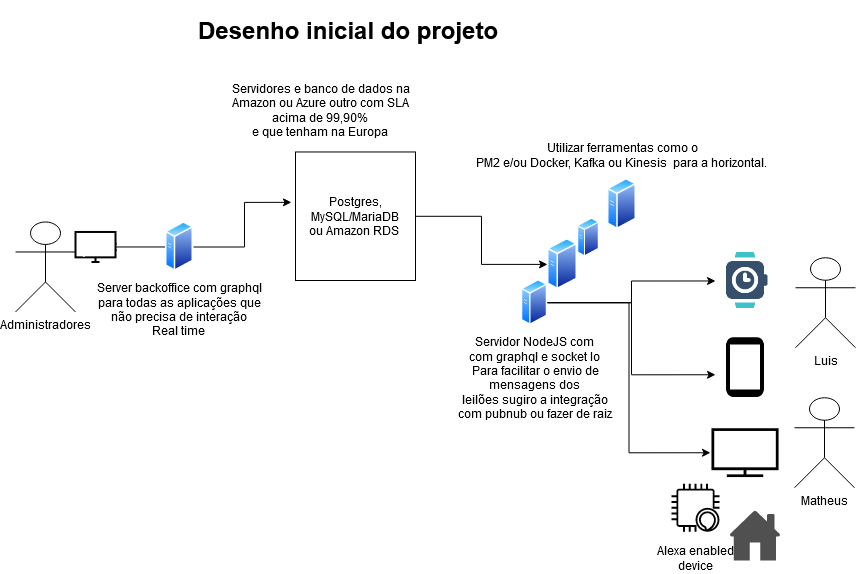 Desenho inicial do projeto
Servidores e banco de dados na
Amazon ou Azure outro com SLA
acima de 99,90%
e que tenham na Europa
Utilizar ferramentas como o
PM2 e/ou Docker, Kafka ou Kinesis para a horizontal.
Postgres,
MySQL/MariaDB
ou Amazon RDS
Server backoffice com graphql
para todas as aplicações que
não precisa de interação
Real time
Administradores
Servidor NodeJS com
com graphql e socket Io
Para facilitar o envio de
mensagens dos
leilões sugiro a integração
com pubnub ou fazer de raiz
Luis
Matheus
Alexa enabled
device